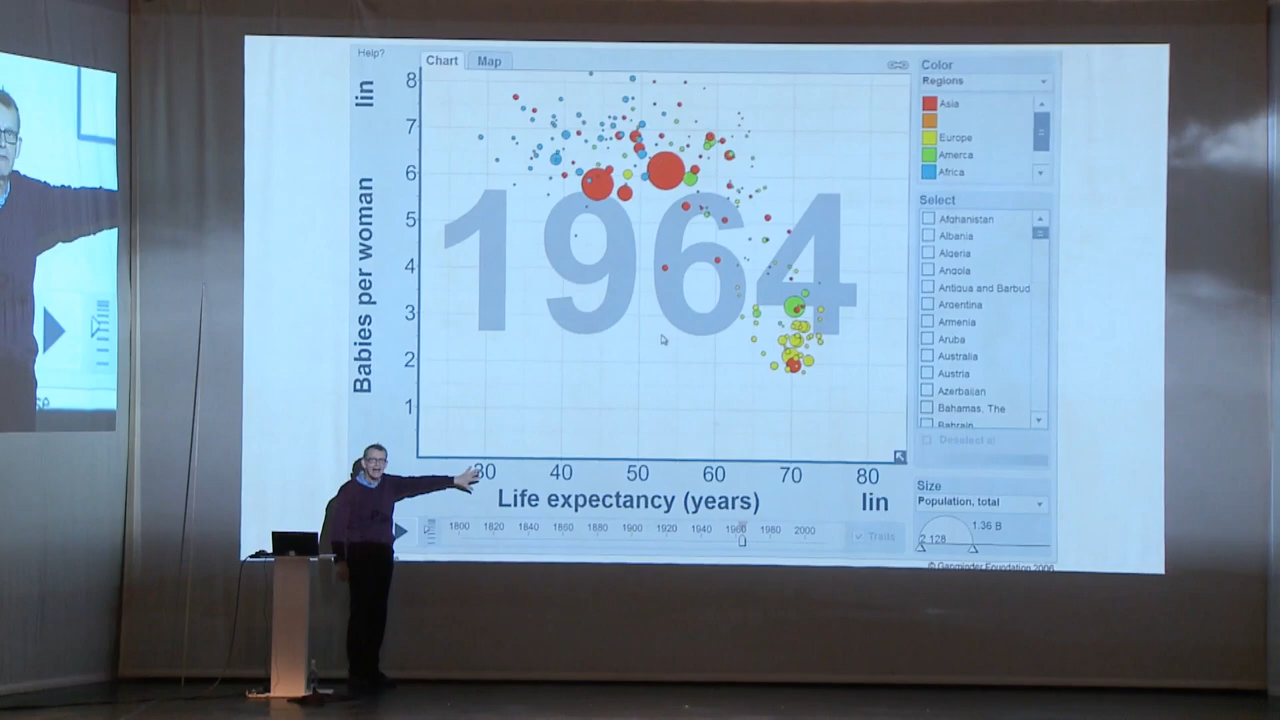 Help?
Chart
Map
lin
Babies per woman
8
7
6
5
4
3
2
1
1964
30
40
50
60
70
80
Life expectancy (years)
lin
1800
1820
1840
1860
1880
1900
1920
1940
1960
1980
2000
Trails
Color
Regions
Asia
Europe
America
Africa
Select
Afghanistan
Albania
Algeria
Angola
Antigua and Barbud
Argentina
Armenia
Aruba
Australia
Austria
Azerbaijan
Bahamas, The
Bahrain
Deselect all
Size
Population, total
1.36 B
2 128
© Gapminder Foundation 2006